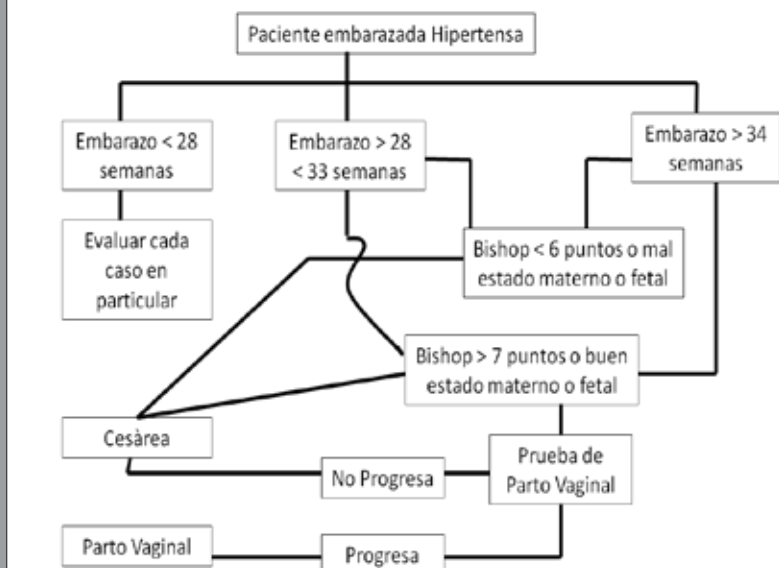 Paciente embarazada Hipertensa
Embarazo < 28
semanas
Embarazo > 28
< 33 semanas
Embarazo > 34
semanas
Evaluar cada
caso en
particular
Bishop < 6 puntos o mal
estado materno o fetal
Bishop > 7 puntos o buen
estado materno o fetal
Cesàrea
Prueba de
Parto Vaginal
No Progresa
Parto Vaginal
Progresa